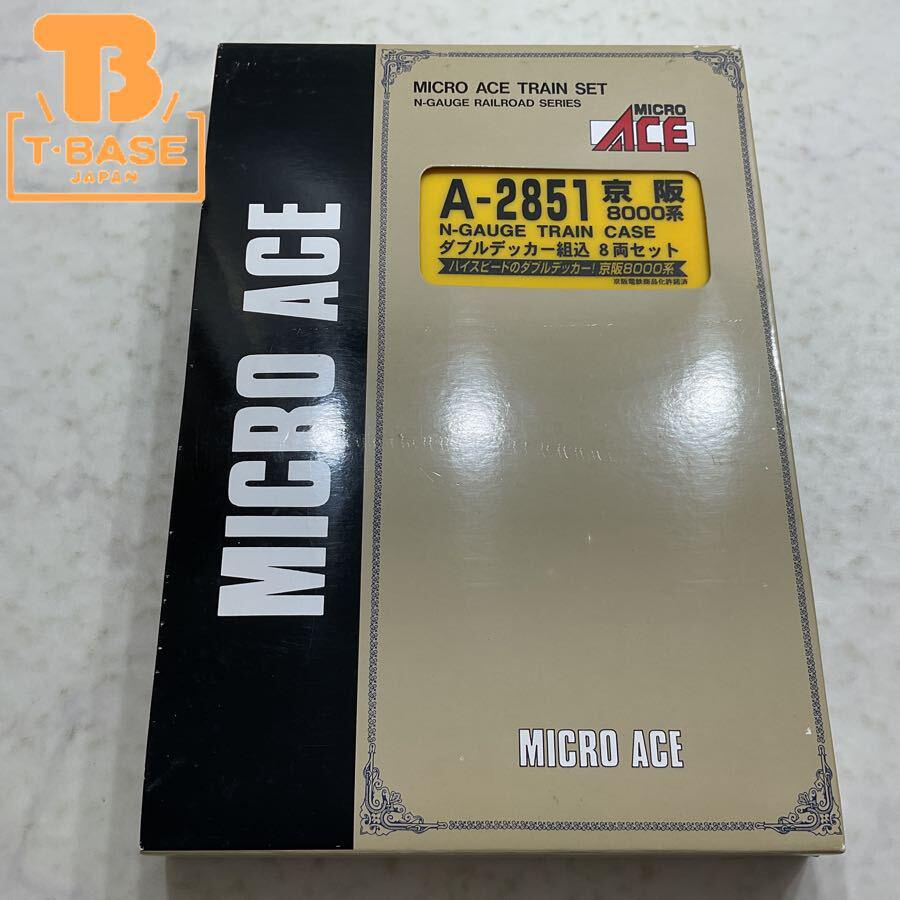 B
T·BASE
JAPAN
MICRO ACE
MICRO ACE TRAIN SET
N-GAUGE RAILROAD SERIES
MICRO
ACE
A-2851 京阪
8000系
N-GAUGE TRAIN CASE
ダブルデッカー組込 8両セット
ハイスピードのダブルデッカー!京阪8000系
京阪電鉄商品化許諾済
MICRO ACE